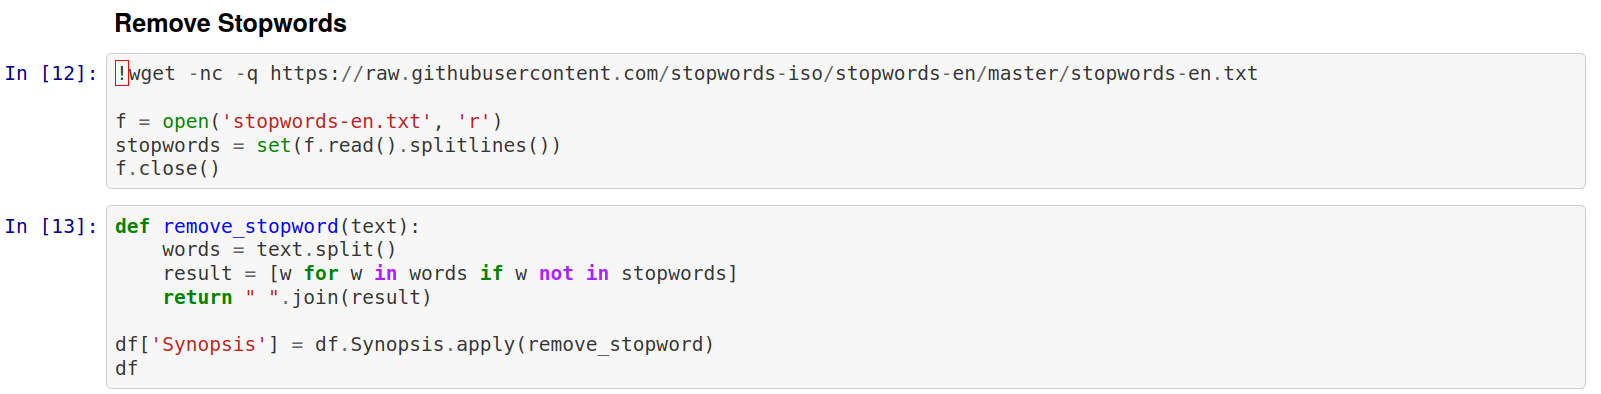 Remove Stopwords
In [12]: !wget -nc -q https://raw.githubusercontent.com/stopwords-iso/stopwords-en/master/stopwords-en.txt
f = open('stopwords-en.txt', 'r')
stopwords = set(f.read().splitlines())
f.close()
In [13]: def remove_stopword(text):
    words = text.split()
    result = [w for w in words if w not in stopwords]
    return " ".join(result)
df['Synopsis'] = df.Synopsis.apply(remove_stopword)
df